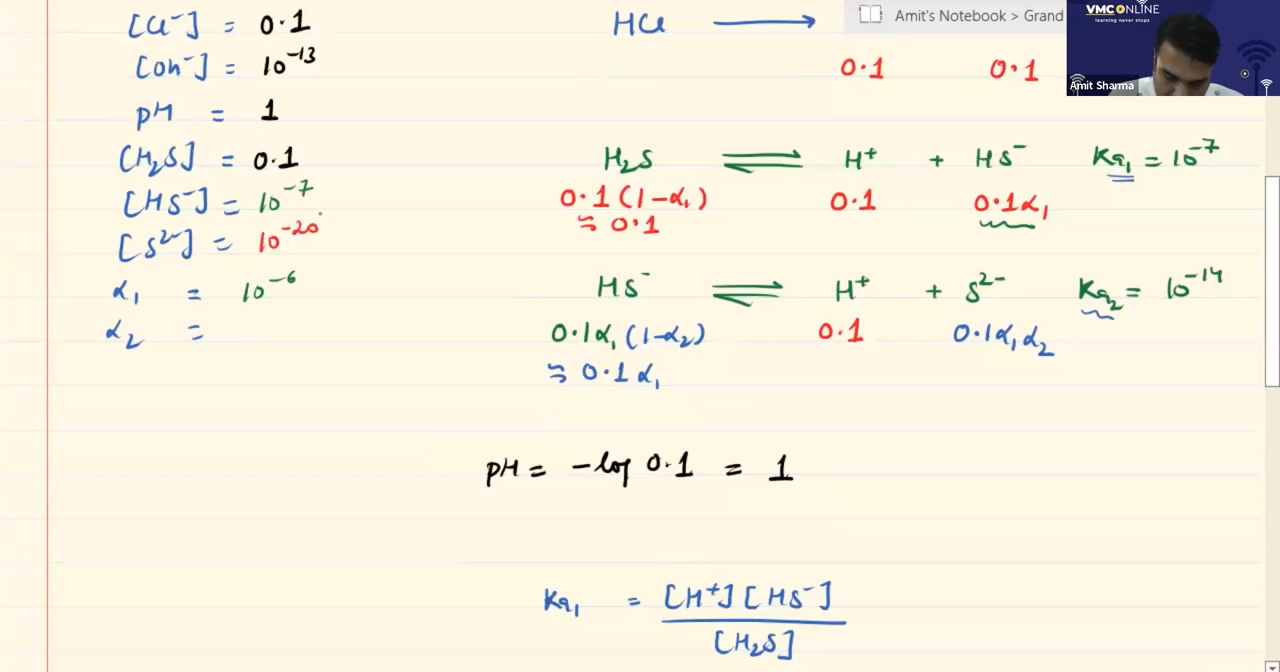 [Cl⁻] = 0.1
[OH⁻] = 10⁻¹³
pH = 1
[H₂S] = 0.1
[HS⁻] = 10⁻⁷
[S²⁻] = 10⁻²⁰
α₁ = 10⁻⁶
α₂ =
HCl ⟶
0.1 0.1
H₂S ⇌ H⁺ + HS⁻ Ka₁ = 10⁻⁷
0.1(1-α₁) 0.1 0.1α₁
≈ 0.1
HS⁻ ⇌ H⁺ + S²⁻ Ka₂ = 10⁻¹⁴
0.1α₁(1-α₂) 0.1 0.1α₁α₂
≈ 0.1α₁
pH = -log 0.1 = 1
Ka₁ = [H⁺][HS⁻]
[H₂S]
Amit's Notebook > Grand
VMC ONLINE
learning never stops
Amit Sharma